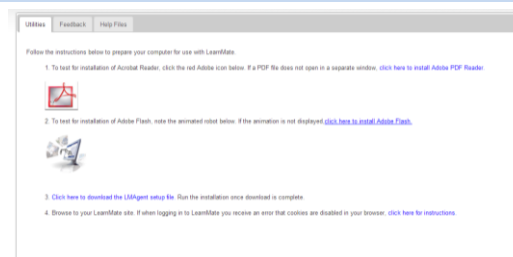 Utilities Feedback Help Files
Follow the instructions below to prepare your computer for use with LearnMate.
1. To test for installation of Acrobat Reader, click the red Adobe icon below. If a PDF file does not open in a separate window, click here to install Adobe PDF Reader.
2. To test for installation of Adobe Flash, note the animated robot below. If the animation is not displayed click here to install Adobe Flash.
3. Click here to download the LMAgent setup file. Run the installation once download is complete.
4. Browse to your LearnMate site. If when logging in to LearnMate you receive an error that cookies are disabled in your browser, click here for instructions.